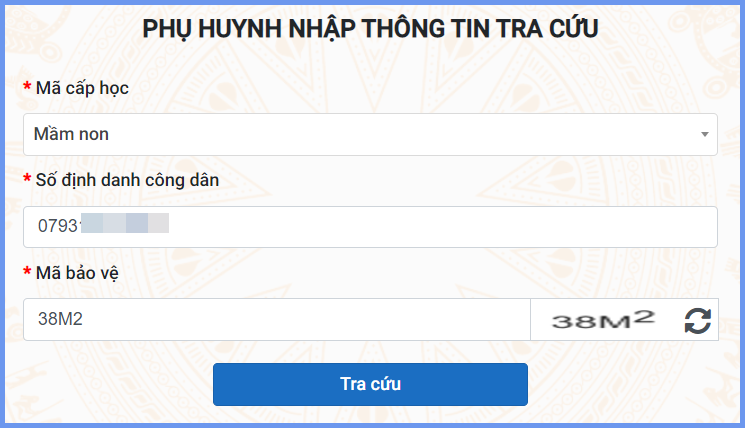 PHỤ HUYNH NHẬP THÔNG TIN TRA CỨU
* Mã cấp học
Mầm non
* Số định danh công dân
0793
* Mã bảo vệ
38M2 38M2
Tra cứu